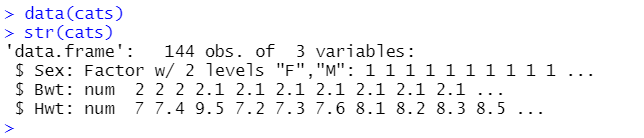 > data(cats)
> str(cats)
'data.frame':   144 obs. of  3 variables:
 $ Sex: Factor w/ 2 levels "F","M": 1 1 1 1 1 1 1 1 1 1 ...
 $ Bwt: num  2 2 2 2.1 2.1 2.1 2.1 2.1 2.1 2.1 ...
 $ Hwt: num  7 7.4 9.5 7.2 7.3 7.6 8.1 8.2 8.3 8.5 ...
>